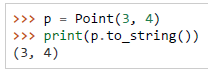 >>> p = Point(3, 4)
>>> print(p.to_string())
(3, 4)